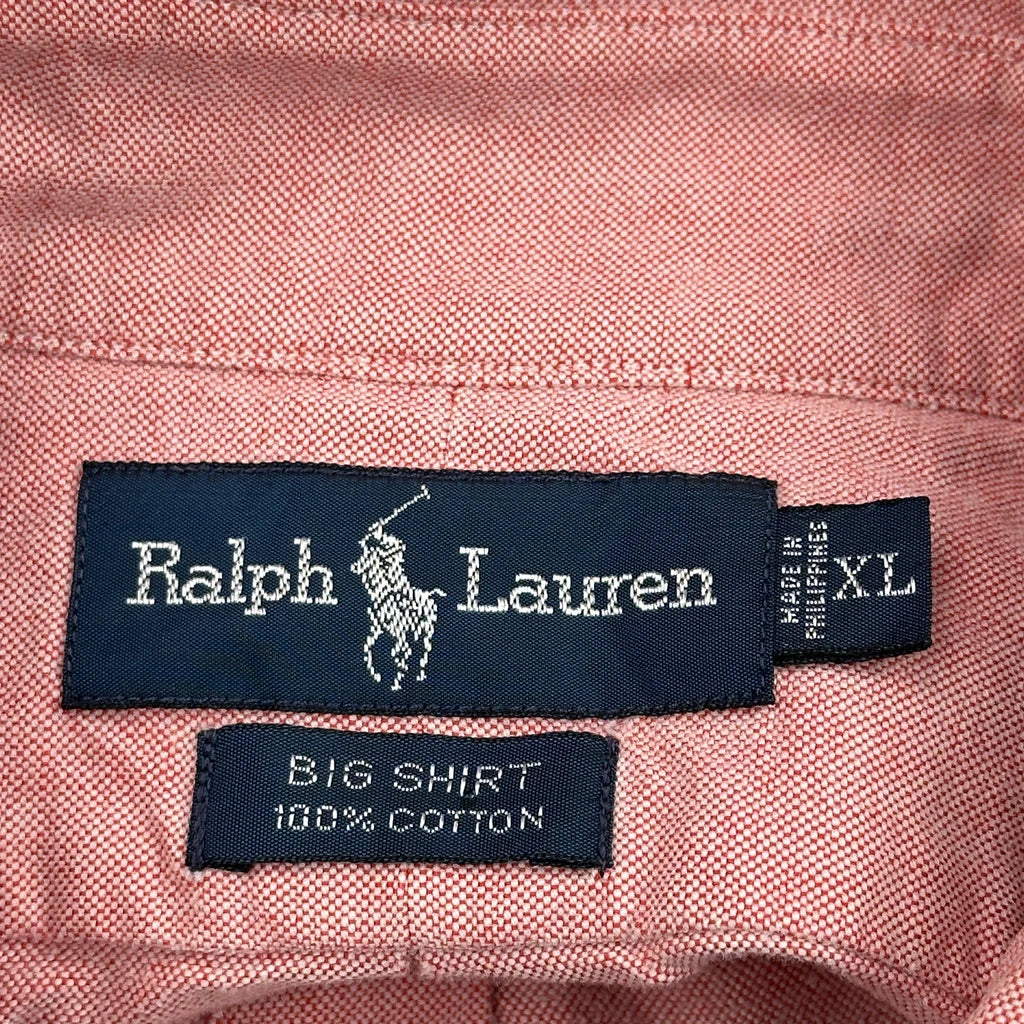 Ralph Lauren
MADE IN
PHILIPPINES
XL
BIG SHIRT
100% COTTON